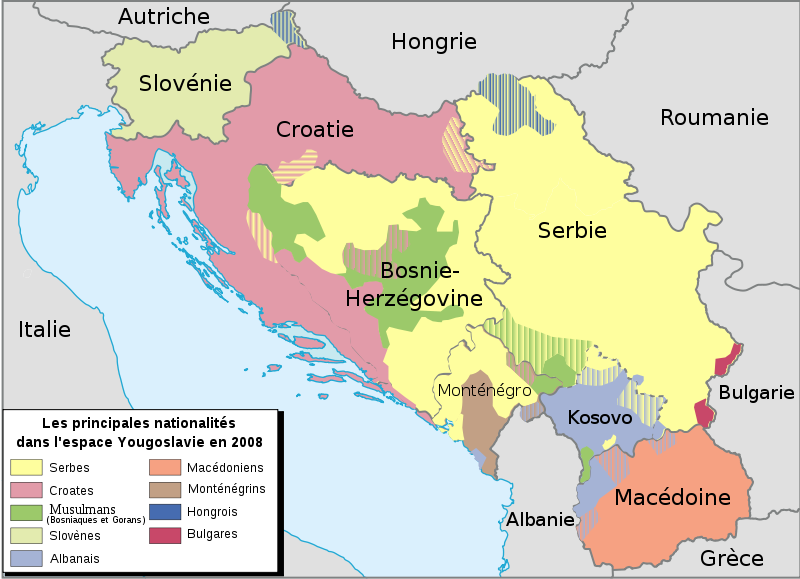 Autriche
Hongrie
Slovénie
Roumanie
Croatie
Serbie
Bosnie-
Herzégovine
Italie
Monténégro
Bulgarie
Kosovo
Macédoine
Albanie
Grèce
Les principales nationalités
dans l'espace Yougoslavie en 2008
Serbes
Croates
Musulmans
(Bosniaques et Gorans)
Slovènes
Albanais
Macédoniens
Monténégrins
Hongrois
Bulgares